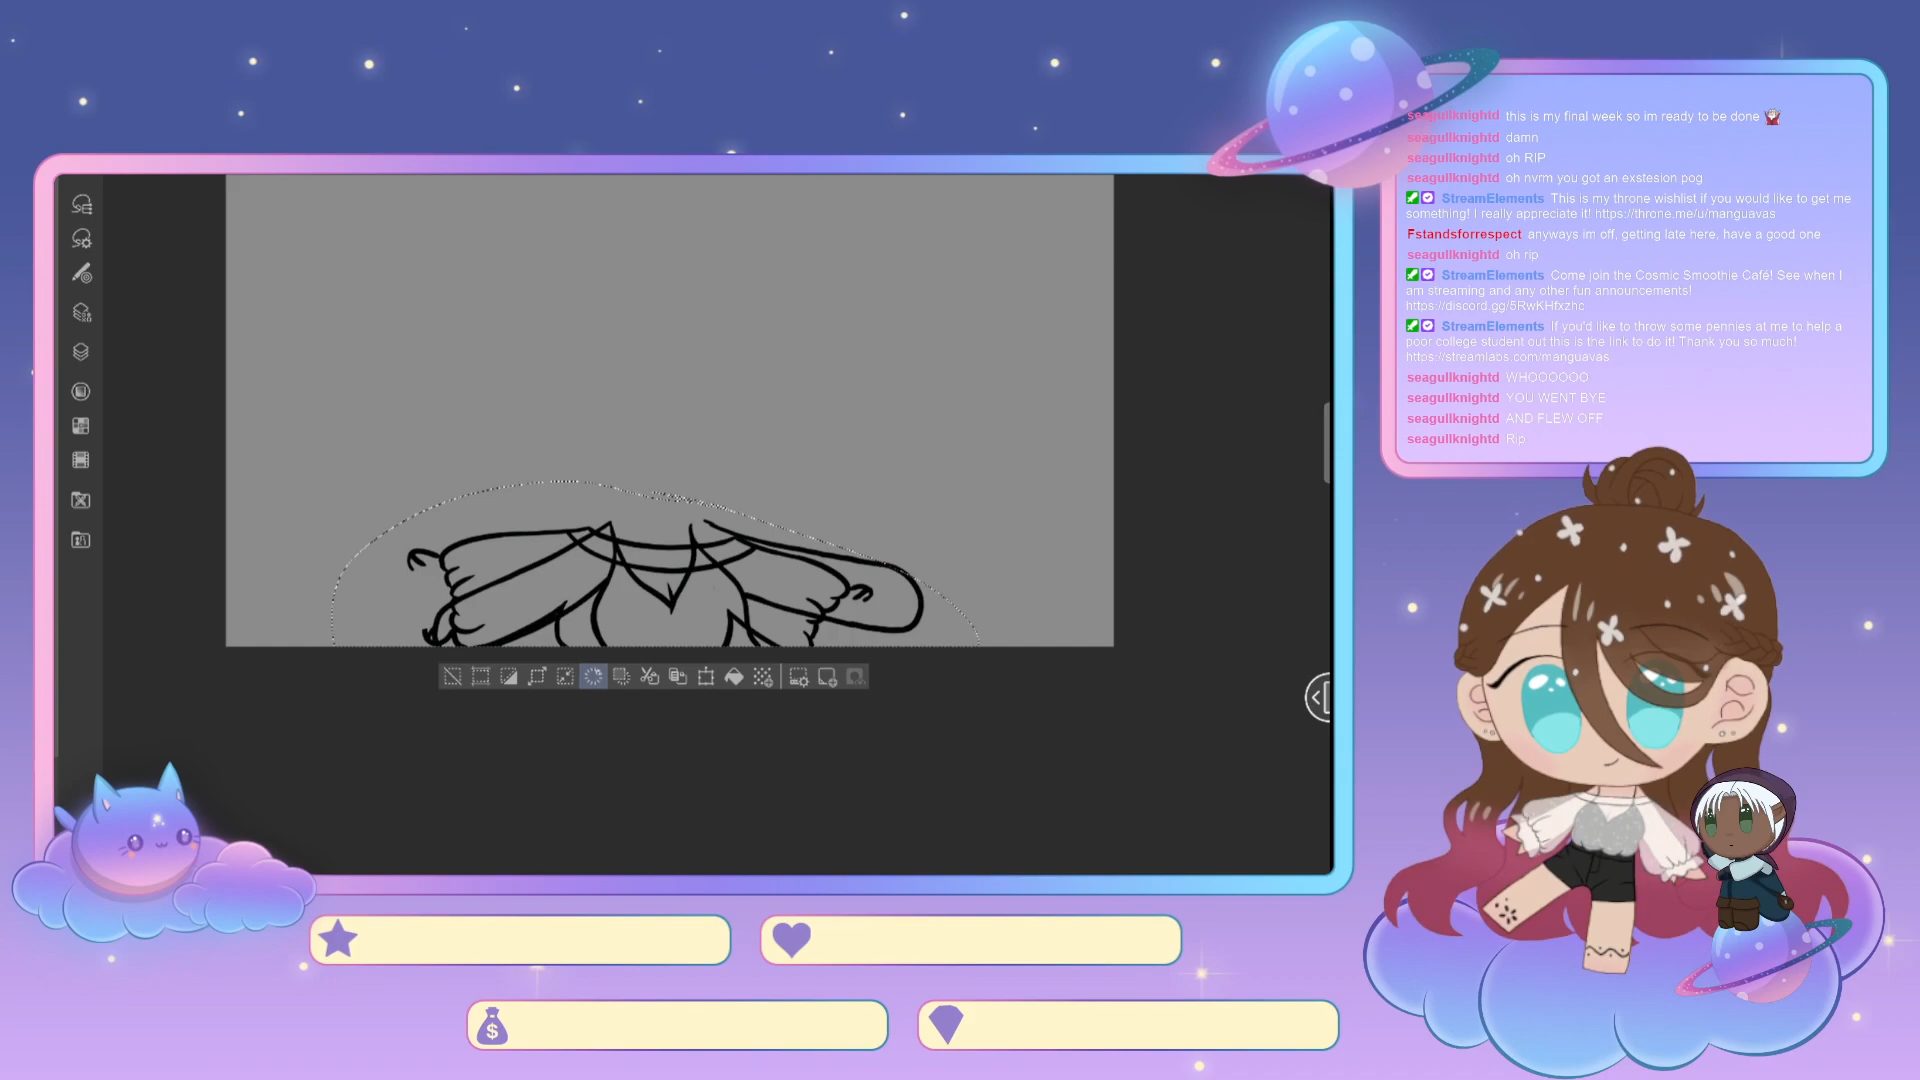 seagullknightd this is my final week so im ready to be done
seagullknightd damn
seagullknightd oh RIP
seagullknightd oh nvrm you got an exstesion pog
StreamElements This is my throne wishlist if you would like to get me
something! I really appreciate it! https://throne.me/u/manguavas
Fstandsforrespect anyways im off, getting late here, have a good one
seagullknightd oh rip
StreamElements Come join the Cosmic Smoothie Café! See when I
am streaming and any other fun announcements!
https://discord.gg/5RwKHfxzhc
StreamElements If you'd like to throw some pennies at me to help a
poor college student out this is the link to do it! Thank you so much!
https://streamlabs.com/manguavas
seagullknightd WHOOOOOO
seagullknightd YOU WENT BYE
seagullknightd AND FLEW OFF
seagullknightd Rip
$